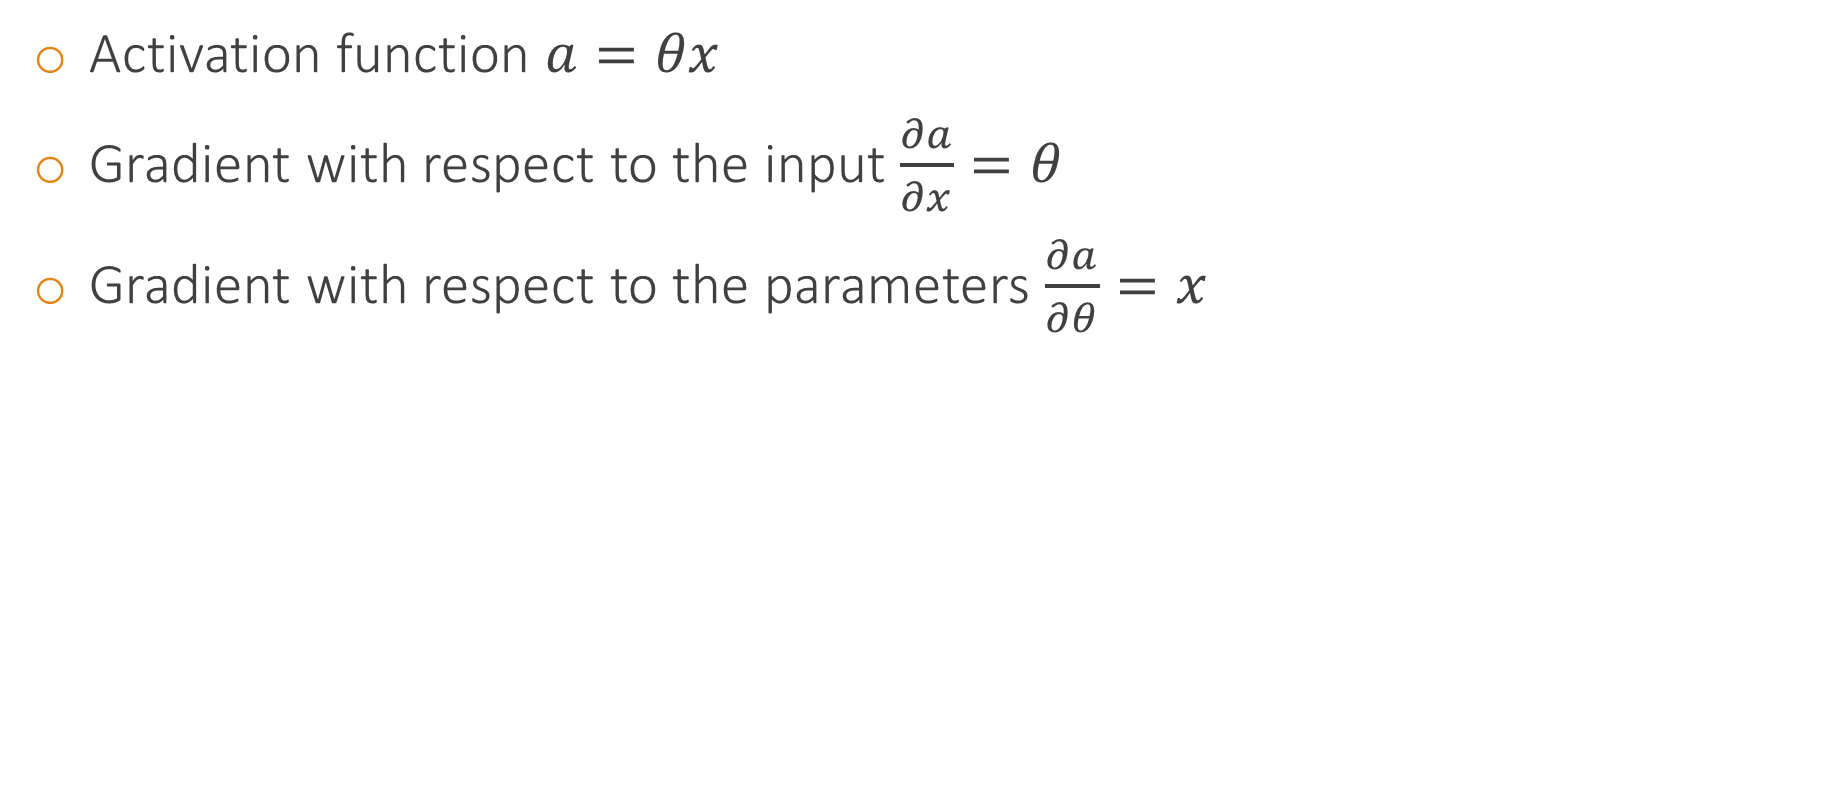 Activation function 𝑎 = 𝜃𝑥
Gradient with respect to the input ∂𝑎/∂𝑥 = 𝜃
Gradient with respect to the parameters ∂𝑎/∂𝜃 = 𝑥